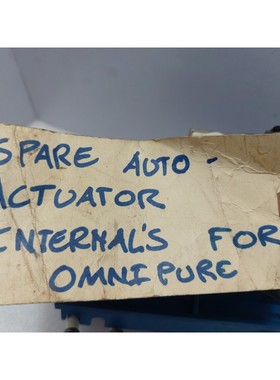 SPARE AUTO-
ACTUATOR
INTERNAL'S FOR
OMNIPURE